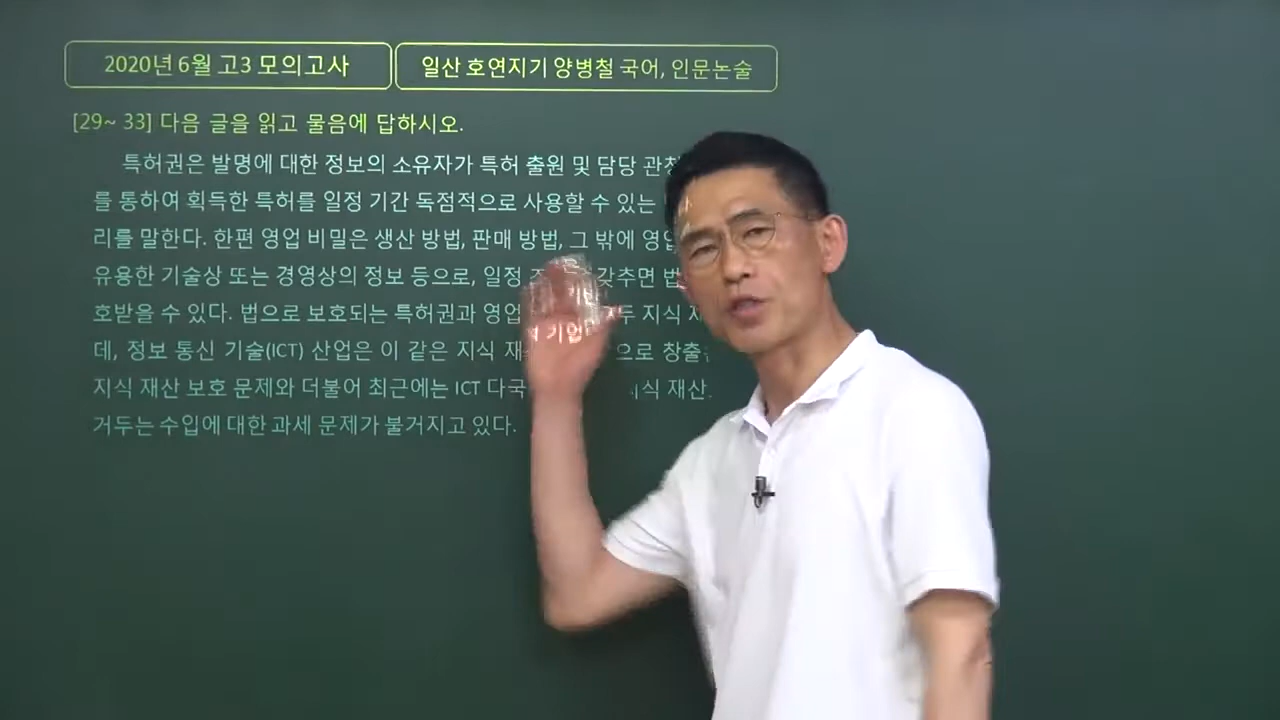 2020년 6월 고3 모의고사
일산 호연지기 양병철 국어, 인문논술
[29~ 33] 다음 글을 읽고 물음에 답하시오.
특허권은 발명에 대한 정보의 소유자가 특허 출원 및 담당
를 통하여 획득한 특허를 일정 기간 독점적으로 사용할 수 있는
리를 말한다. 한편 영업 비밀은 생산 방법, 판매 방법, 그 밖에
유용한 기술상 또는 경영상의 정보 등으로, 일정 갖추면
호받을 수 있다. 법으로 보호되는 특허권과 지식
데, 정보 통신 기술(ICT) 산업은 이 같은 지식
지식 재산 보호 문제와 더불어 최근에는 ICT
거두는 수입에 대한 과세 문제가 불거지고 있다.